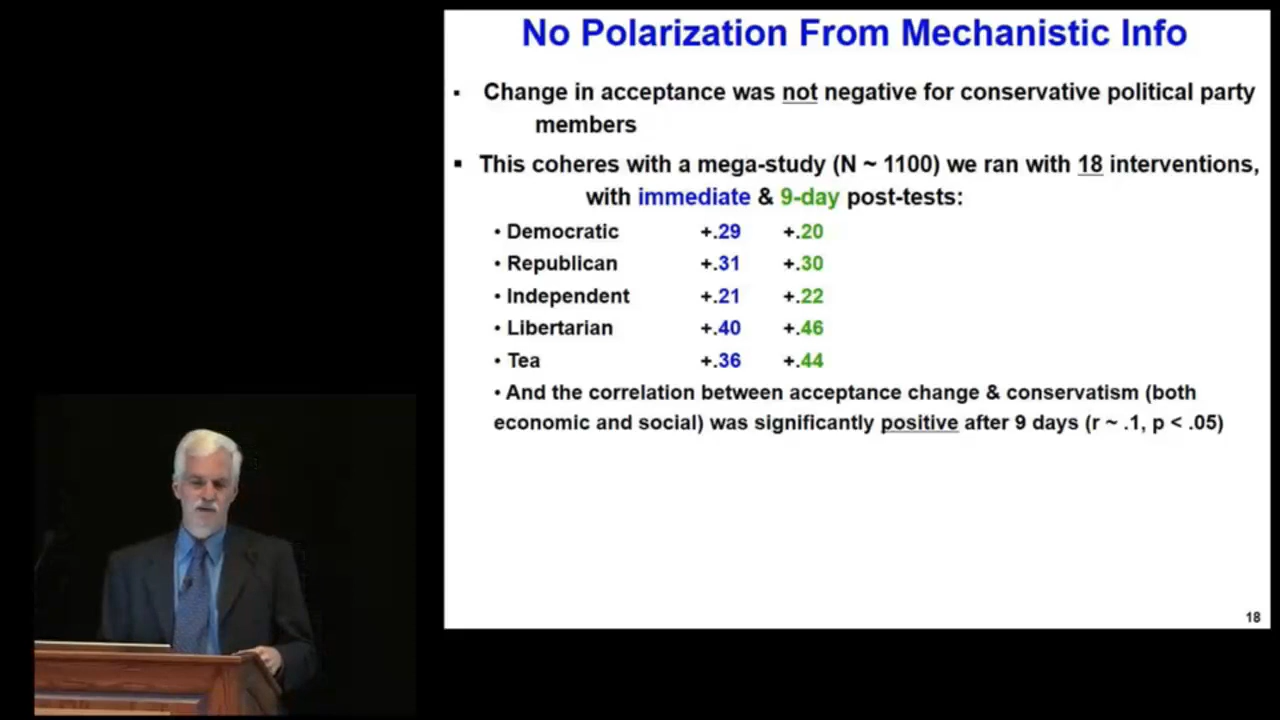 No Polarization From Mechanistic Info
▪ Change in acceptance was not negative for conservative political party
members
▪ This coheres with a mega-study (N ~ 1100) we ran with 18 interventions,
with immediate & 9-day post-tests:
• Democratic +.29 +.20
• Republican +.31 +.30
• Independent +.21 +.22
• Libertarian +.40 +.46
• Tea +.36 +.44
• And the correlation between acceptance change & conservatism (both
economic and social) was significantly positive after 9 days (r ~ .1, p < .05)
18